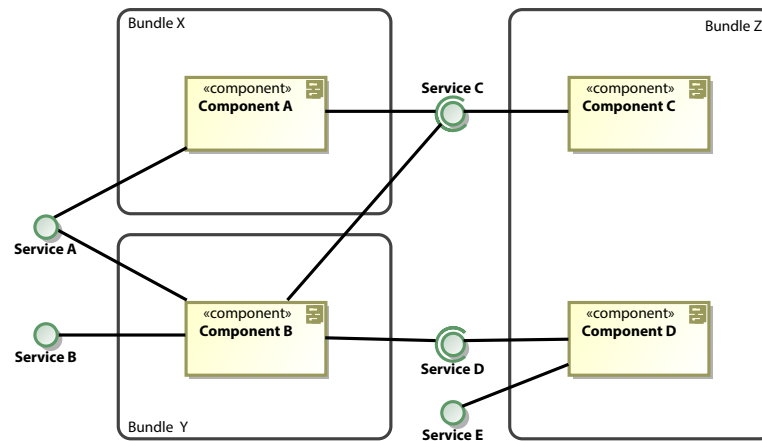 Bundle X
Bundle Z
«component»
Component A
Service C
«component»
Component C
Service A
«component»
Component B
«component»
Component D
Service B
Service D
Bundle Y
Service E